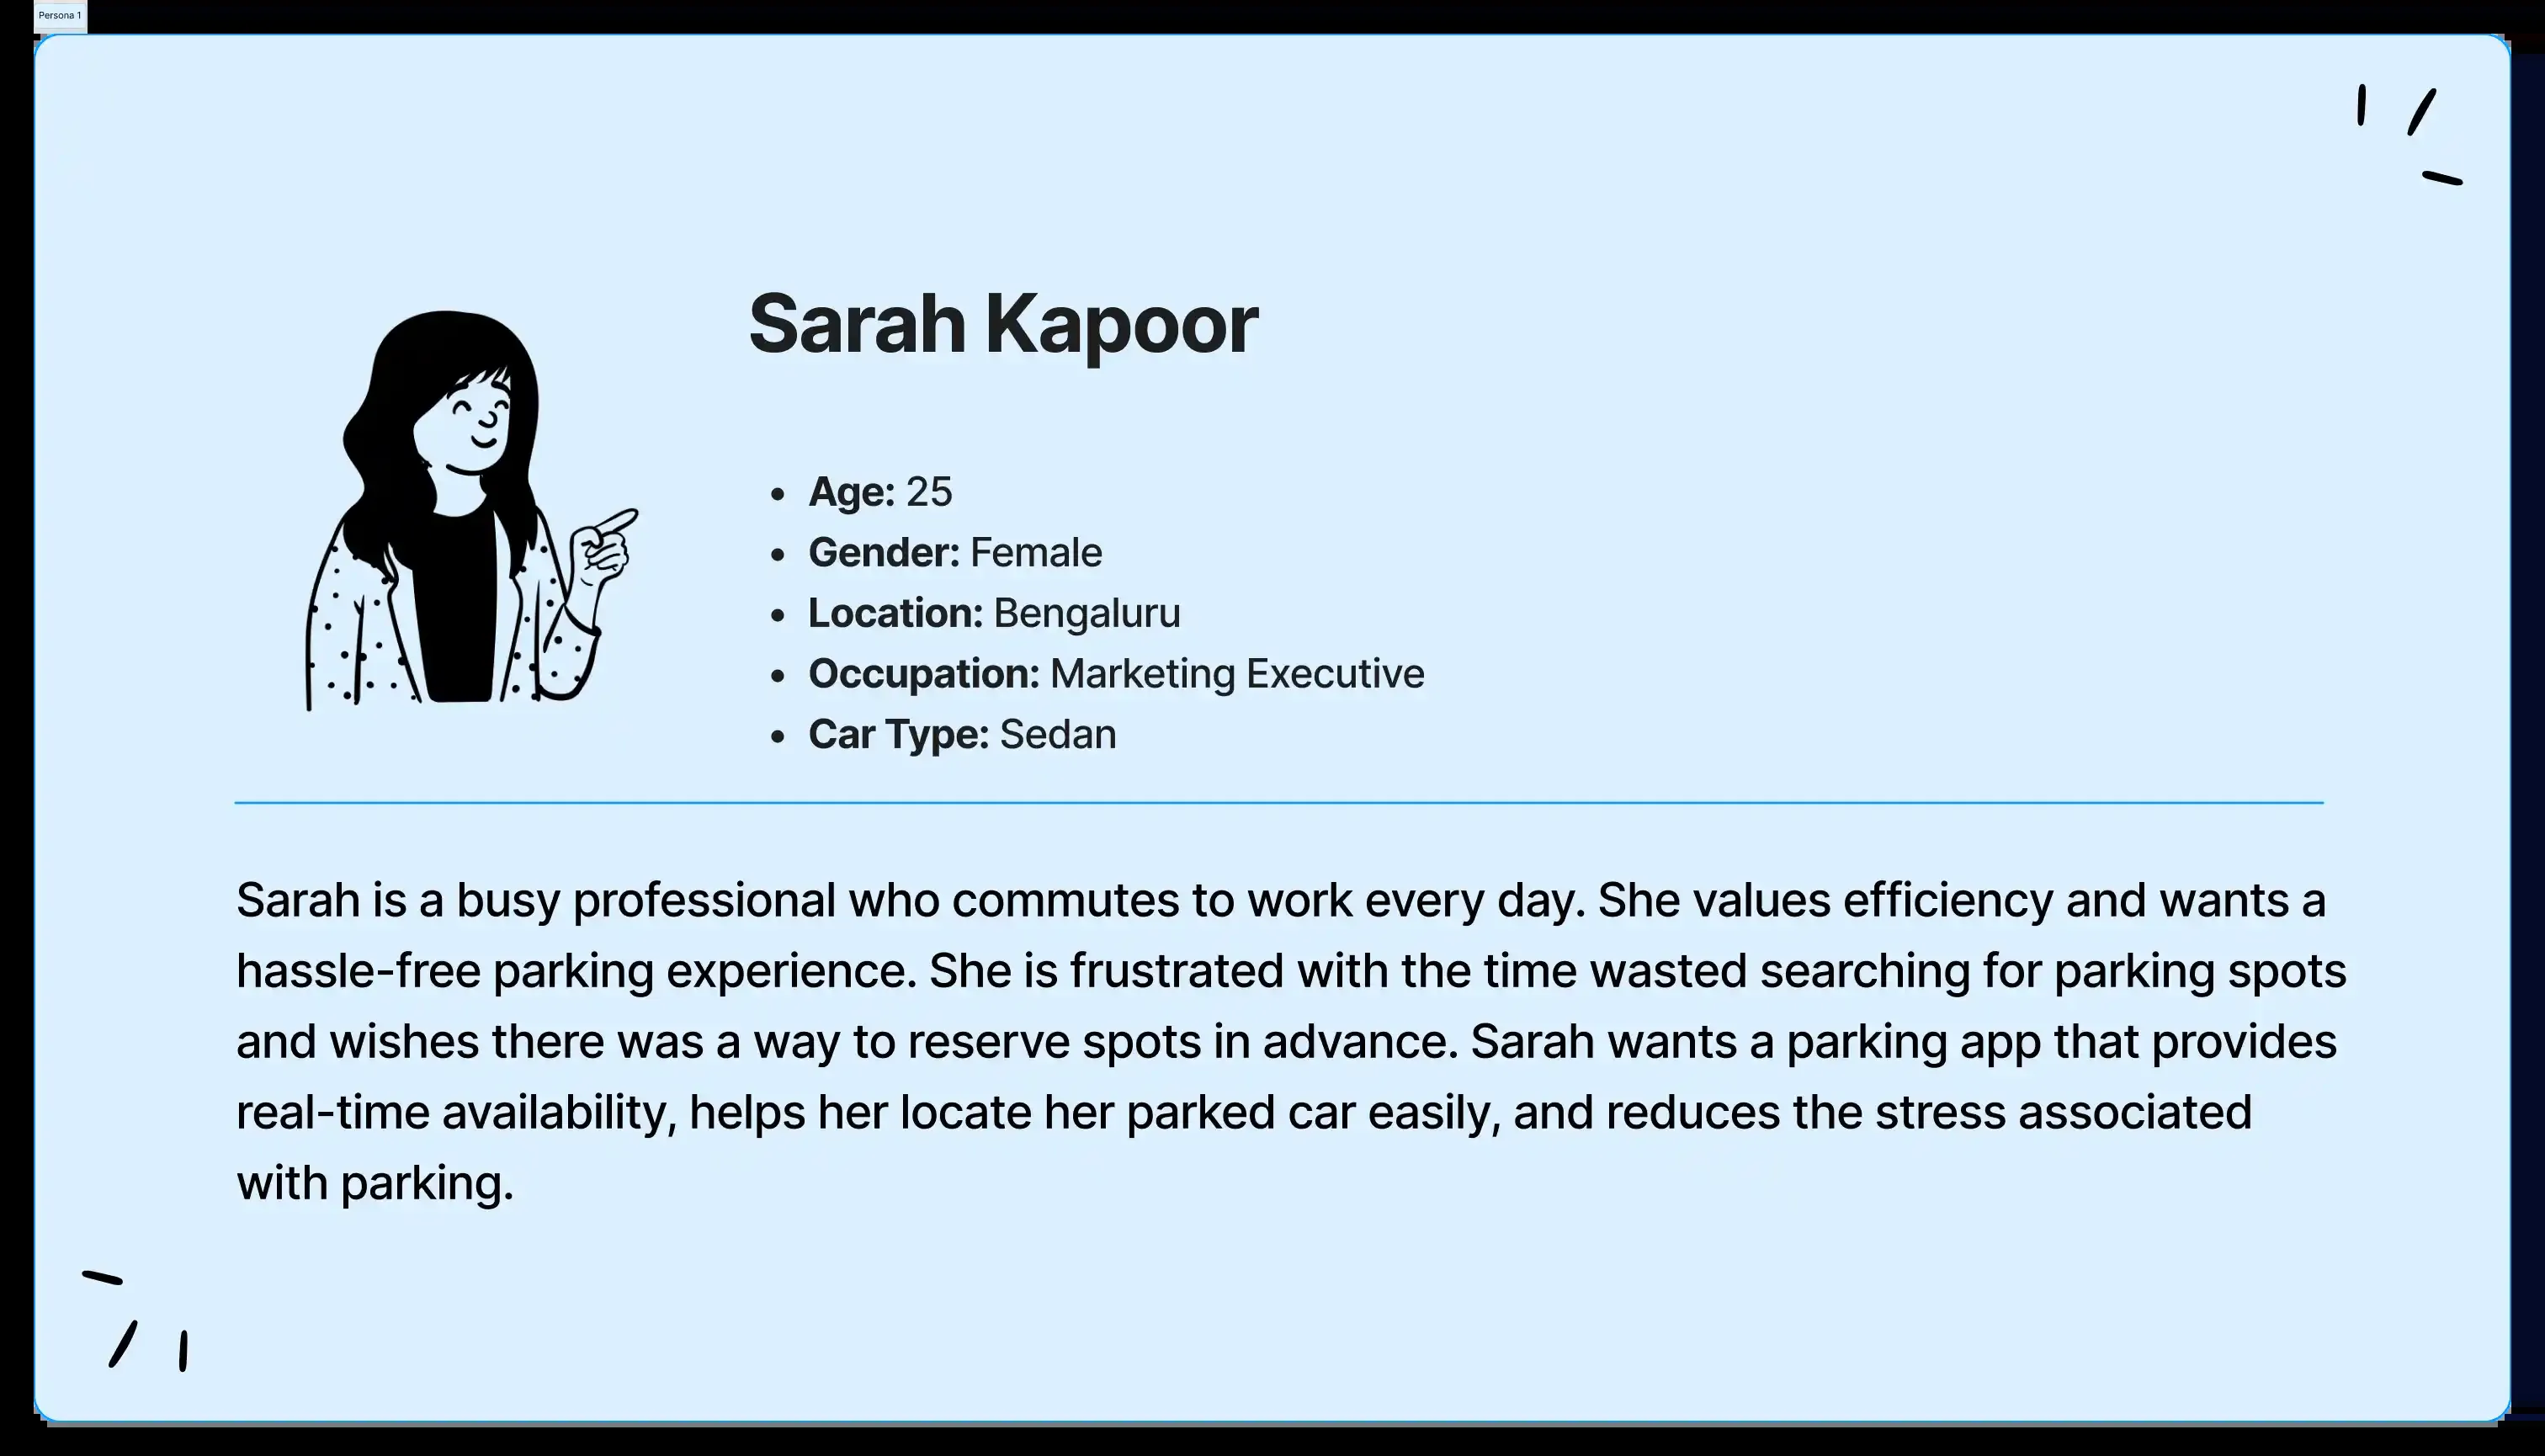 Persona 1
Sarah Kapoor
• Age: 25
• Gender: Female
• Location: Bengaluru
• Occupation: Marketing Executive
• Car Type: Sedan
Sarah is a busy professional who commutes to work every day. She values efficiency and wants a
hassle-free parking experience. She is frustrated with the time wasted searching for parking spots
and wishes there was a way to reserve spots in advance. Sarah wants a parking app that provides
real-time availability, helps her locate her parked car easily, and reduces the stress associated
with parking.